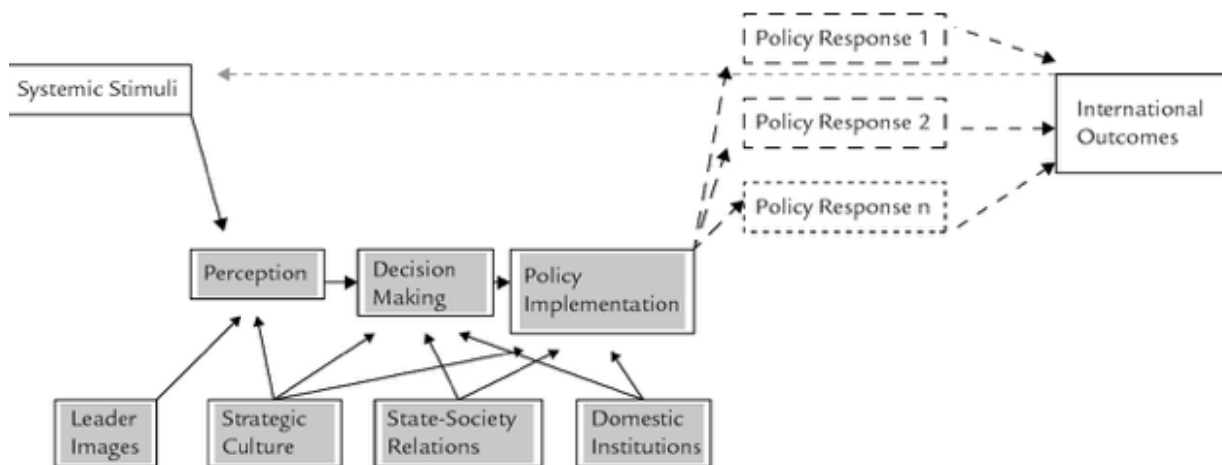 Policy Response 1
Systemic Stimuli
Policy Response 2
International
Outcomes
Policy Response n
Perception
Decision
Making
Policy
Implementation
Leader
Images
Strategic
Culture
State-Society
Relations
Domestic
Institutions